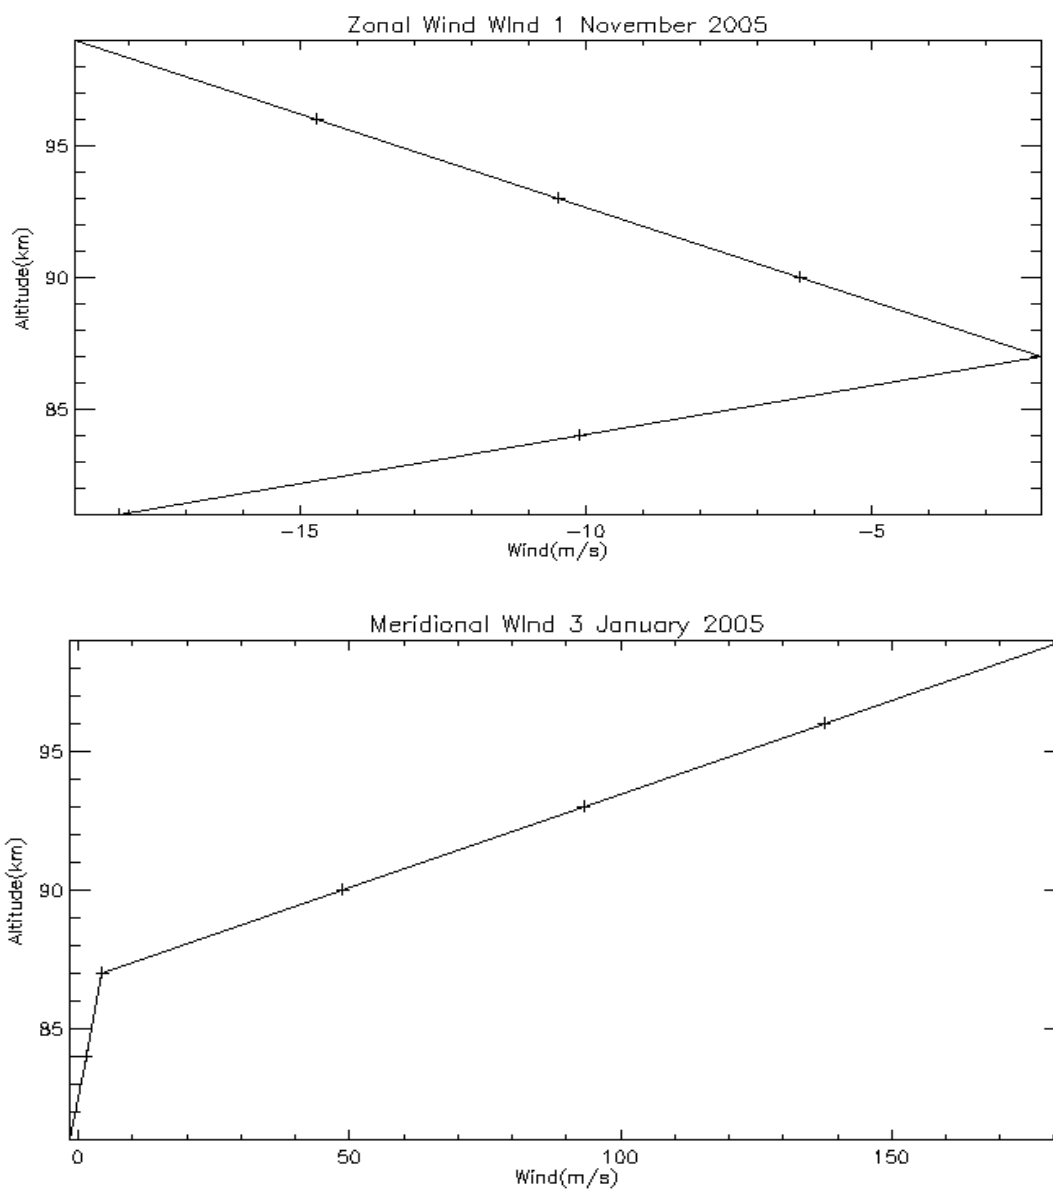 Zonal Wind WInd 1 November 2005
95
90
85
Altitude(km)
-15 -10 -5
Wind(m/s)
Meridional WInd 3 January 2005
95
90
85
Altitude(km)
0 50 100 150
Wind(m/s)